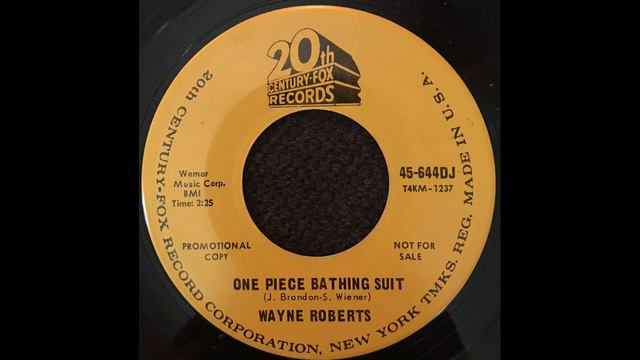 20th
CENTURY-FOX
RECORDS
20th CENTURY-FOX RECORD CORPORATION, NEW YORK TMKS. REG. MADE IN U.S.A.
Wemar
Music Corp.
BMI
Time: 2:25
45-644DJ
T4KM-1237
PROMOTIONAL
COPY
NOT FOR
SALE
ONE PIECE BATHING SUIT
(J. Brandon-S. Wiener)
WAYNE ROBERTS